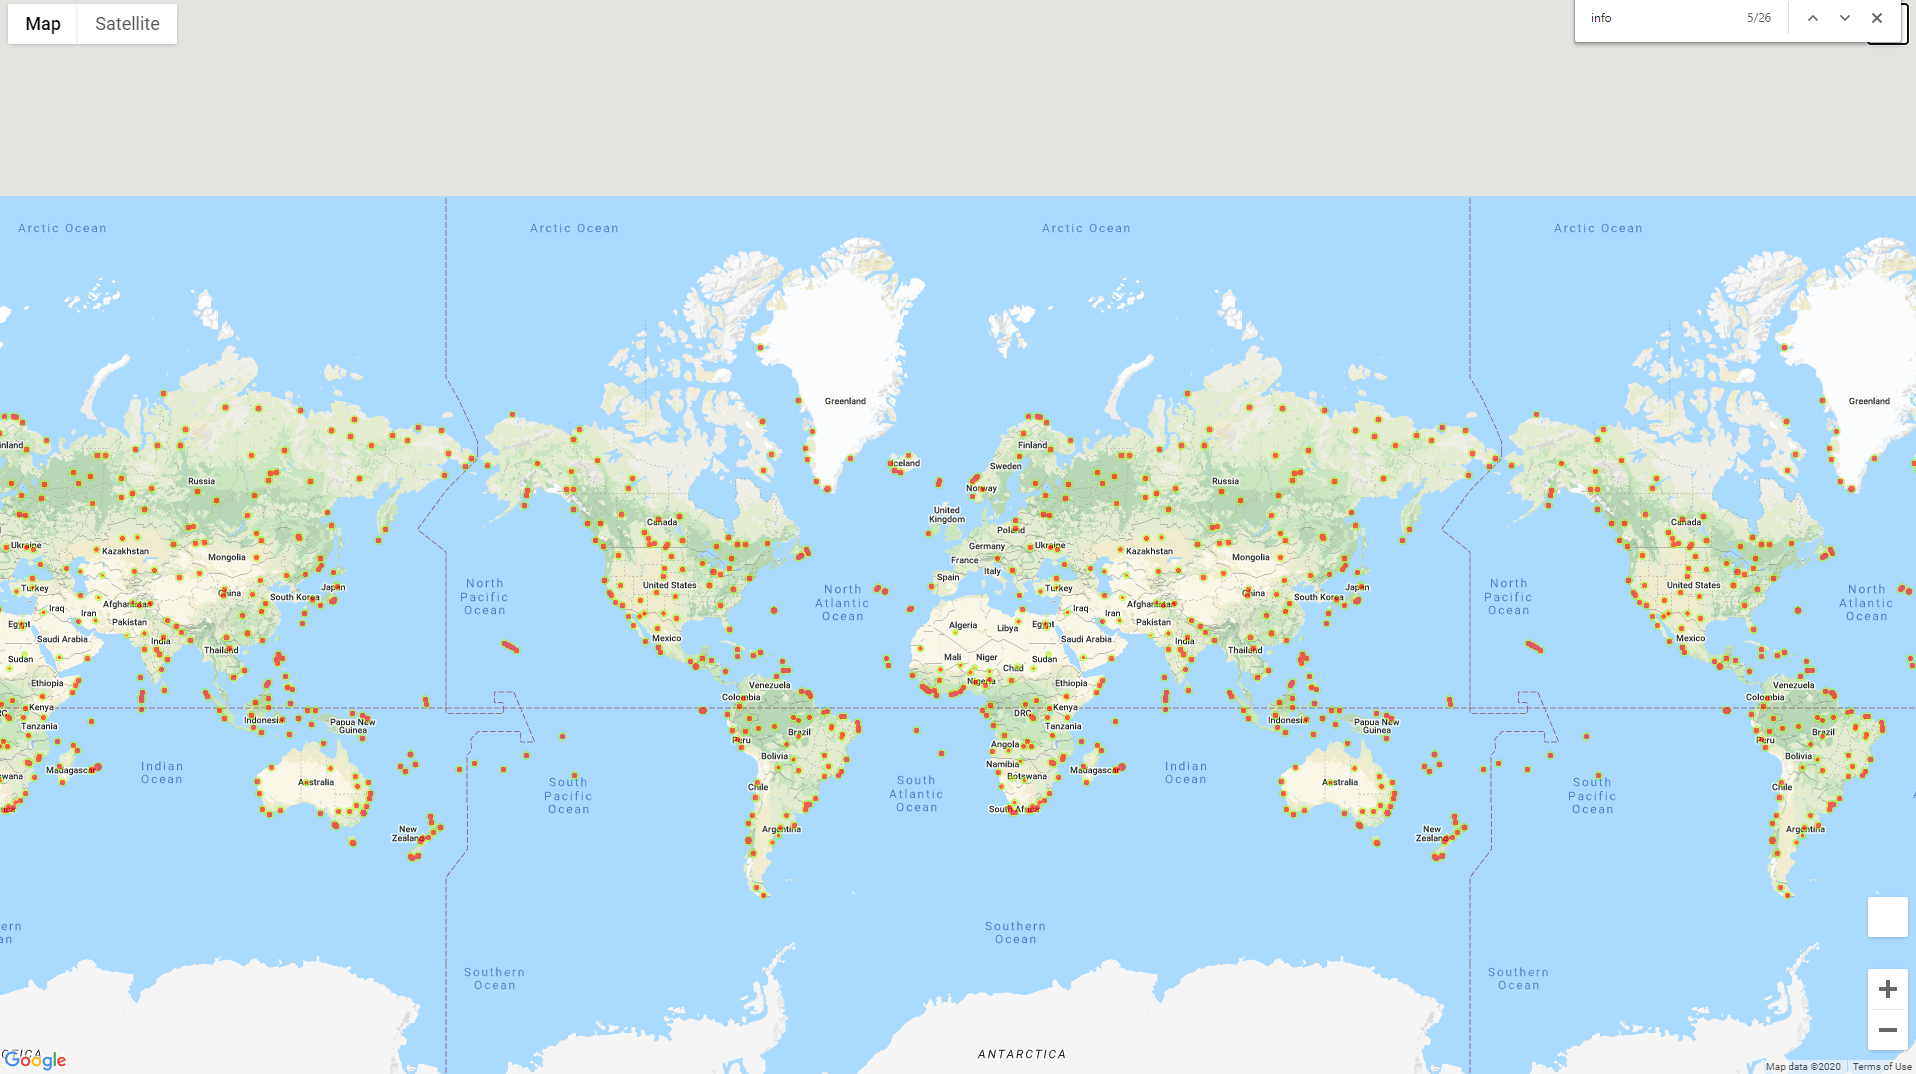 Map Satellite
info 5/26
Arctic Ocean Arctic Ocean Arctic Ocean Arctic Ocean
Greenland Greenland
inland Iceland Finland
Russia Sweden Russia
Norway
United
Kingdom
Canada Canada
Poland
Ukraine Kazakhstan Mongolia Germany Ukraine Kazakhstan Mongolia
France
Italy
Spain
Turkey Japan United States Turkey Japan United States
China South Korea China South Korea
North
Pacific
Ocean
North
Atlantic
Ocean
North
Pacific
Ocean
North
Atlantic
Ocean
Iraq Iran Afghanistan Iraq Iran Afghanistan
Pakistan Pakistan
Egypt Algeria Libya Egypt
Saudi Arabia India Mexico Saudi Arabia India Mexico
Thailand Thailand
Sudan Mali Niger Chad Sudan
Ethiopia Nigeria Ethiopia
Venezuela Venezuela
Colombia Colombia
Kenya DRC Kenya
Tanzania Indonesia Tanzania Indonesia
Papua New
Guinea
Papua New
Guinea
Peru Brazil Peru Brazil
Angola
Bolivia Bolivia
Namibia
Botswana
wana Madagascar Madagascar
Indian
Ocean
South
Pacific
Ocean
South
Atlantic
Ocean
Indian
Ocean
South
Pacific
Ocean
Australia Australia
Chile Chile
South Africa
ica
New
Zealand
New
Zealand
Argentina Argentina
ern
an
Southern
Ocean
Southern
Ocean
Southern
Ocean
CTICA
ANTARCTICA
Google
Map data ©2020 Terms of Use